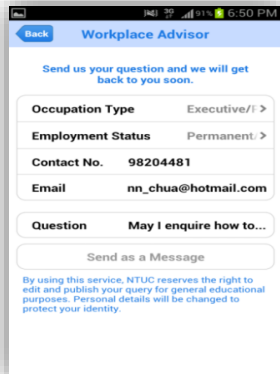 3G 91% 6:50 PM
Back Workplace Advisor
Send us your question and we will get
back to you soon.
Occupation Type Executive/F >
Employment Status Permanent/ >
Contact No. 98204481
Email nn_chua@hotmail.com
Question May I enquire how to...
Send as a Message
By using this service, NTUC reserves the right to
edit and publish your query for general educational
purposes. Personal details will be changed to
protect your identity.